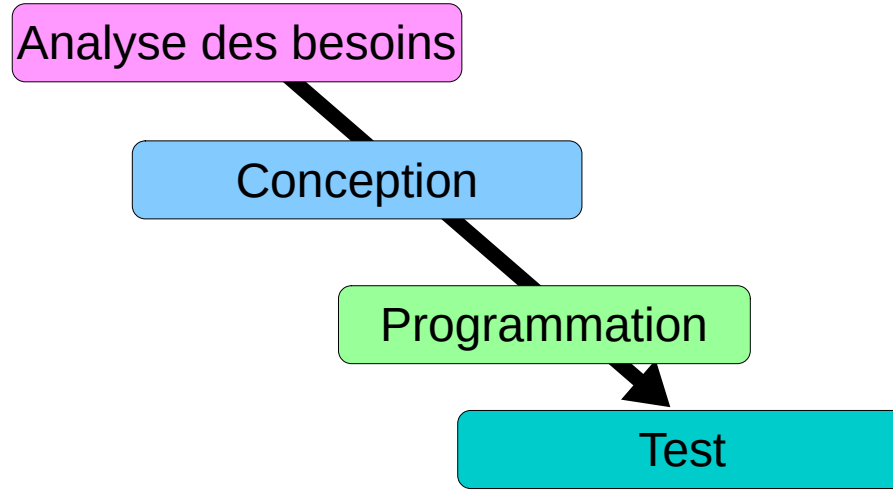 Analyse des besoins
Conception
Programmation
Test